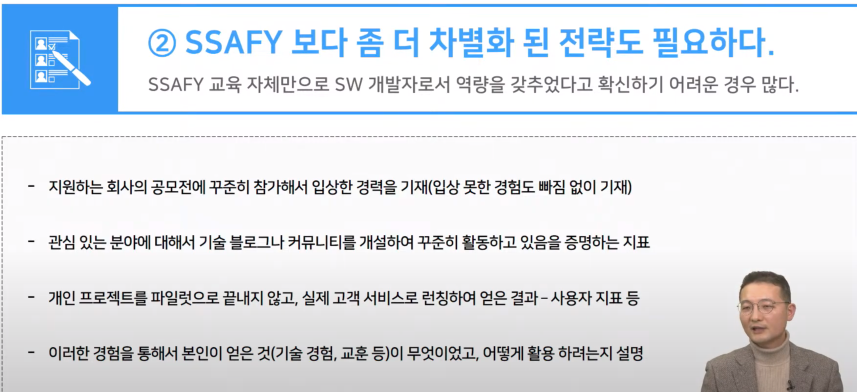 ② SSAFY 보다 좀 더 차별화 된 전략도 필요하다.
SSAFY 교육 자체만으로 SW 개발자로서 역량을 갖추었다고 확신하기 어려운 경우 많다.
- 지원하는 회사의 공모전에 꾸준히 참가해서 입상한 경력을 기재(입상 못한 경험도 빠짐 없이 기재)
- 관심 있는 분야에 대해서 기술 블로그나 커뮤니티를 개설하여 꾸준히 활동하고 있음을 증명하는 지표
- 개인 프로젝트를 파일럿으로 끝내지 않고, 실제 고객 서비스로 런칭하여 얻은 결과 – 사용자 지표 등
- 이러한 경험을 통해서 본인이 얻은 것(기술 경험, 교훈 등)이 무엇이었고, 어떻게 활용 하려는지 설명